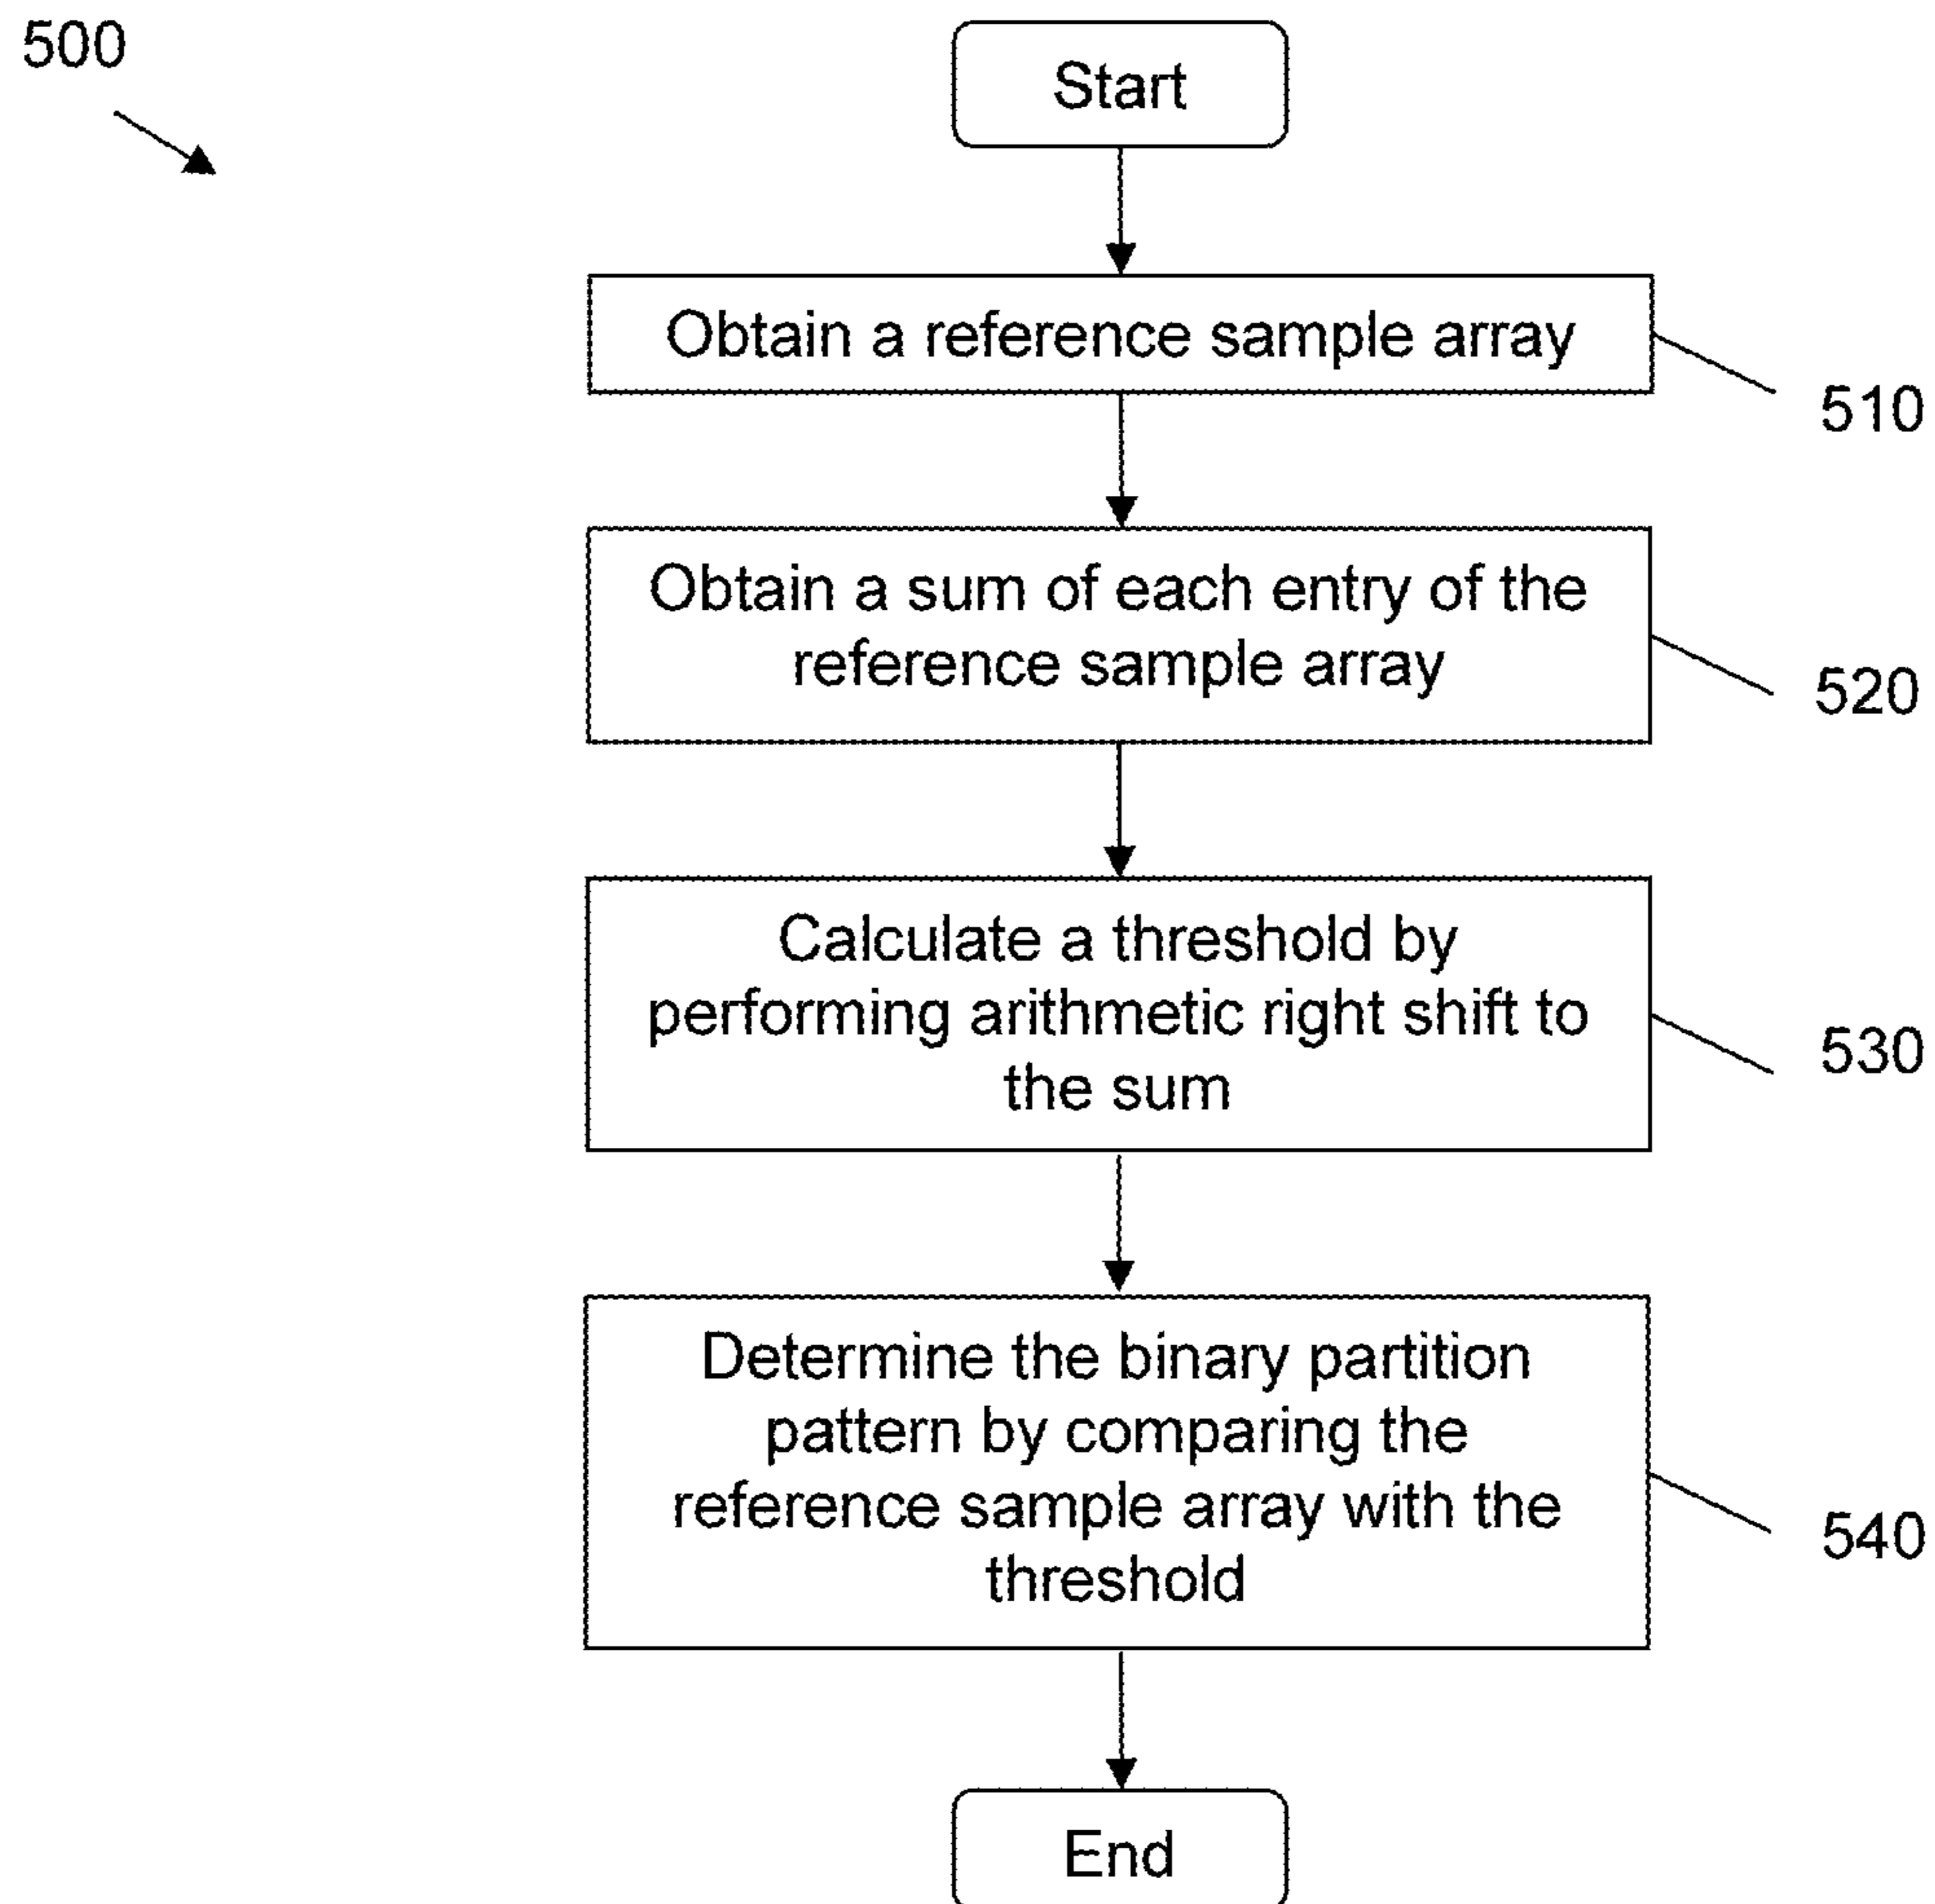 500
Start
Obtain a reference sample array
510
Obtain a sum of each entry of the
reference sample array
520
Calculate a threshold by
performing arithmetic right shift to
the sum
530
Determine the binary partition
pattern by comparing the
reference sample array with the
threshold
540
End